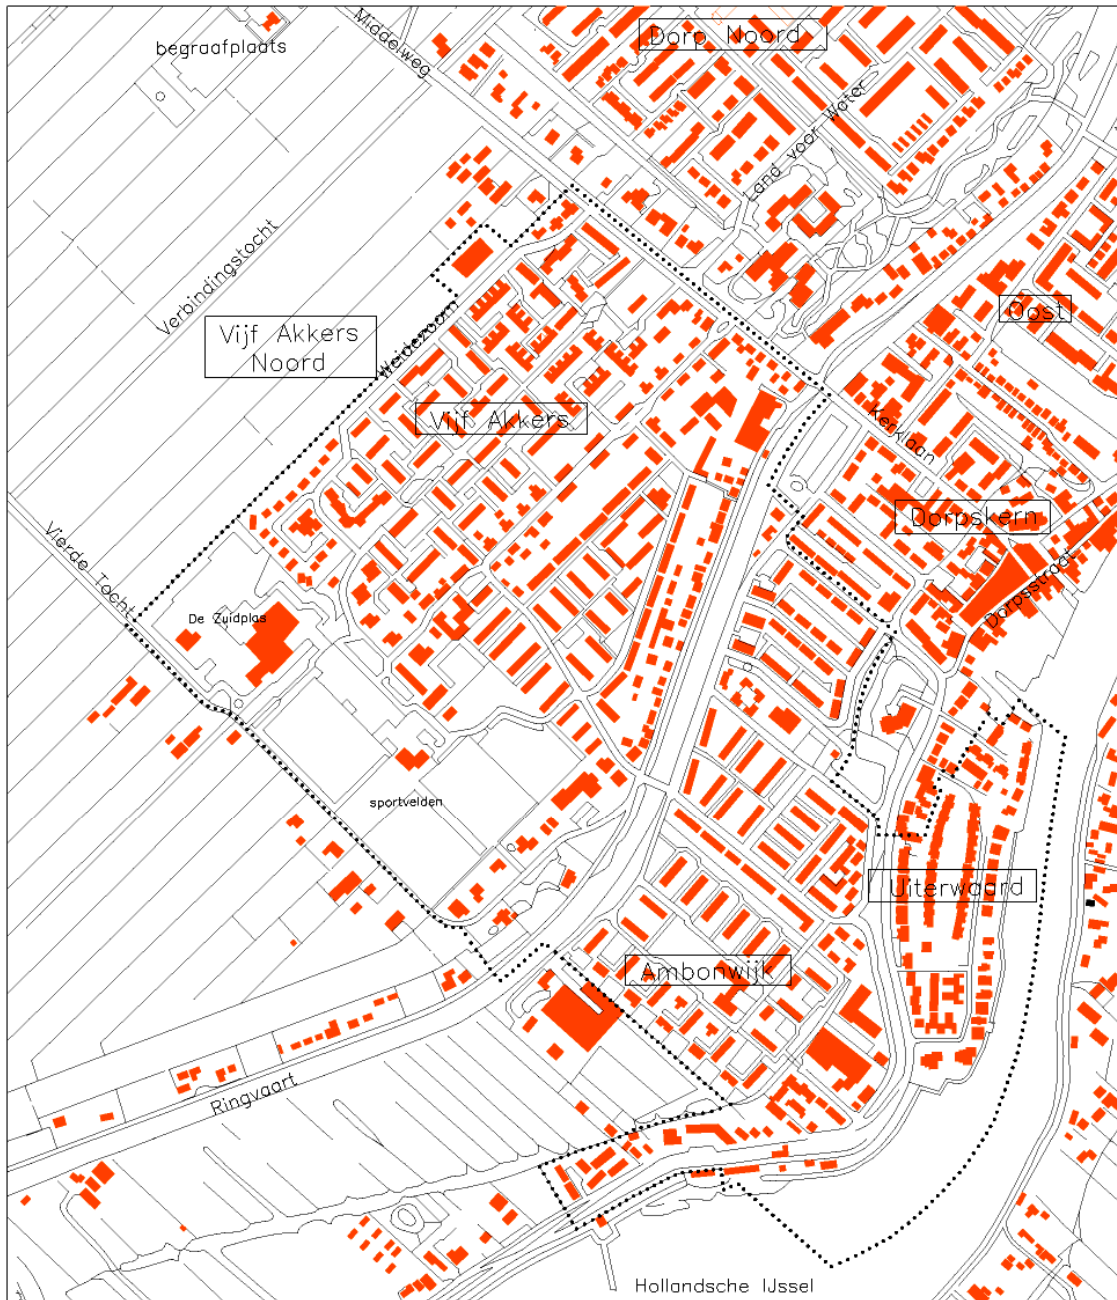 Middelweg
Dorp Noord
begraafplaats
Land voor Water
Verbindingstocht
Oost
Vijf Akkers
Noord
Weidezoom
Vijf Akkers
Kerklaan
Dorpskern
Vierde Tocht
Dorpsstraat
De Zuidplas
sportvelden
Uiterwaard
Ambonwijk
Ringvaart
Hollandsche IJssel